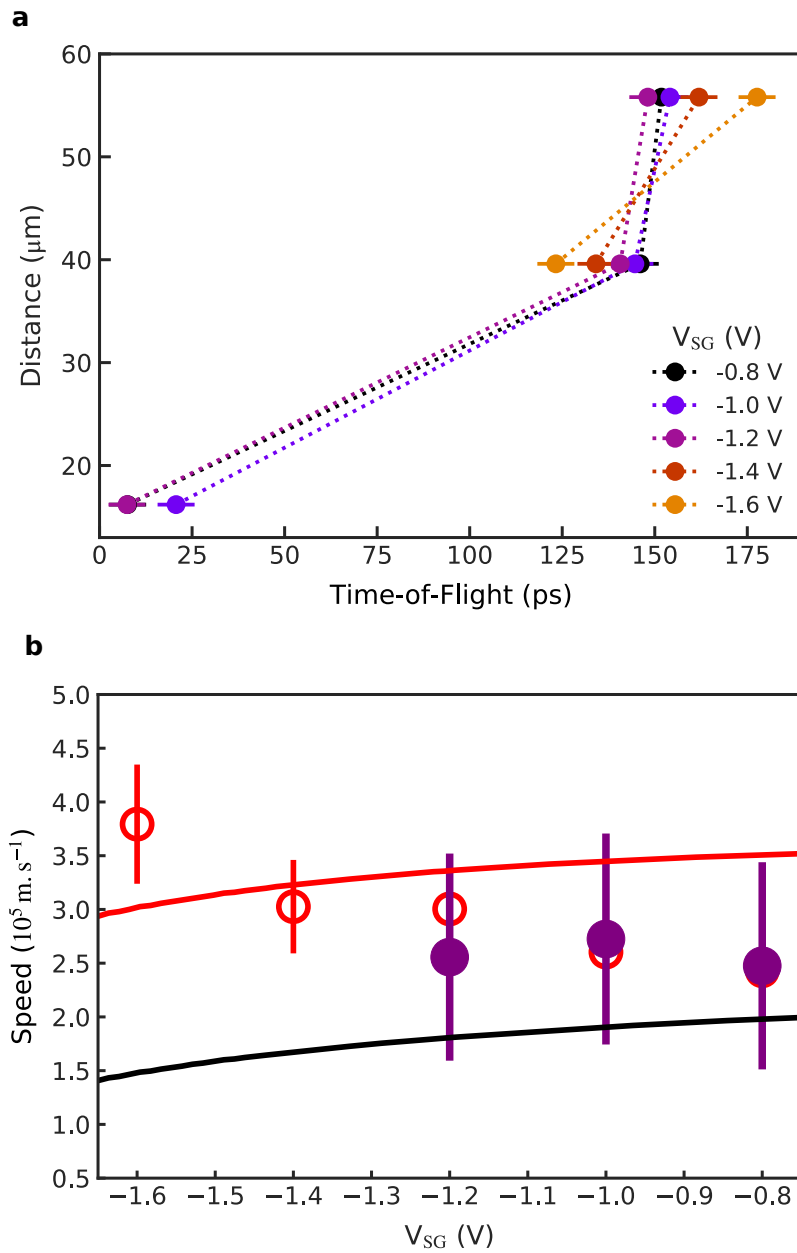 a
60
50
40
30
20
Distance (μm)
V_SG (V)
-0.8 V
-1.0 V
-1.2 V
-1.4 V
-1.6 V
0 25 50 75 100 125 150 175
Time-of-Flight (ps)
b
5.0
4.5
4.0
3.5
3.0
2.5
2.0
1.5
1.0
0.5
Speed (10⁵ m. s⁻¹)
−1.6 −1.5 −1.4 −1.3 −1.2 −1.1 −1.0 −0.9 −0.8
V_SG (V)